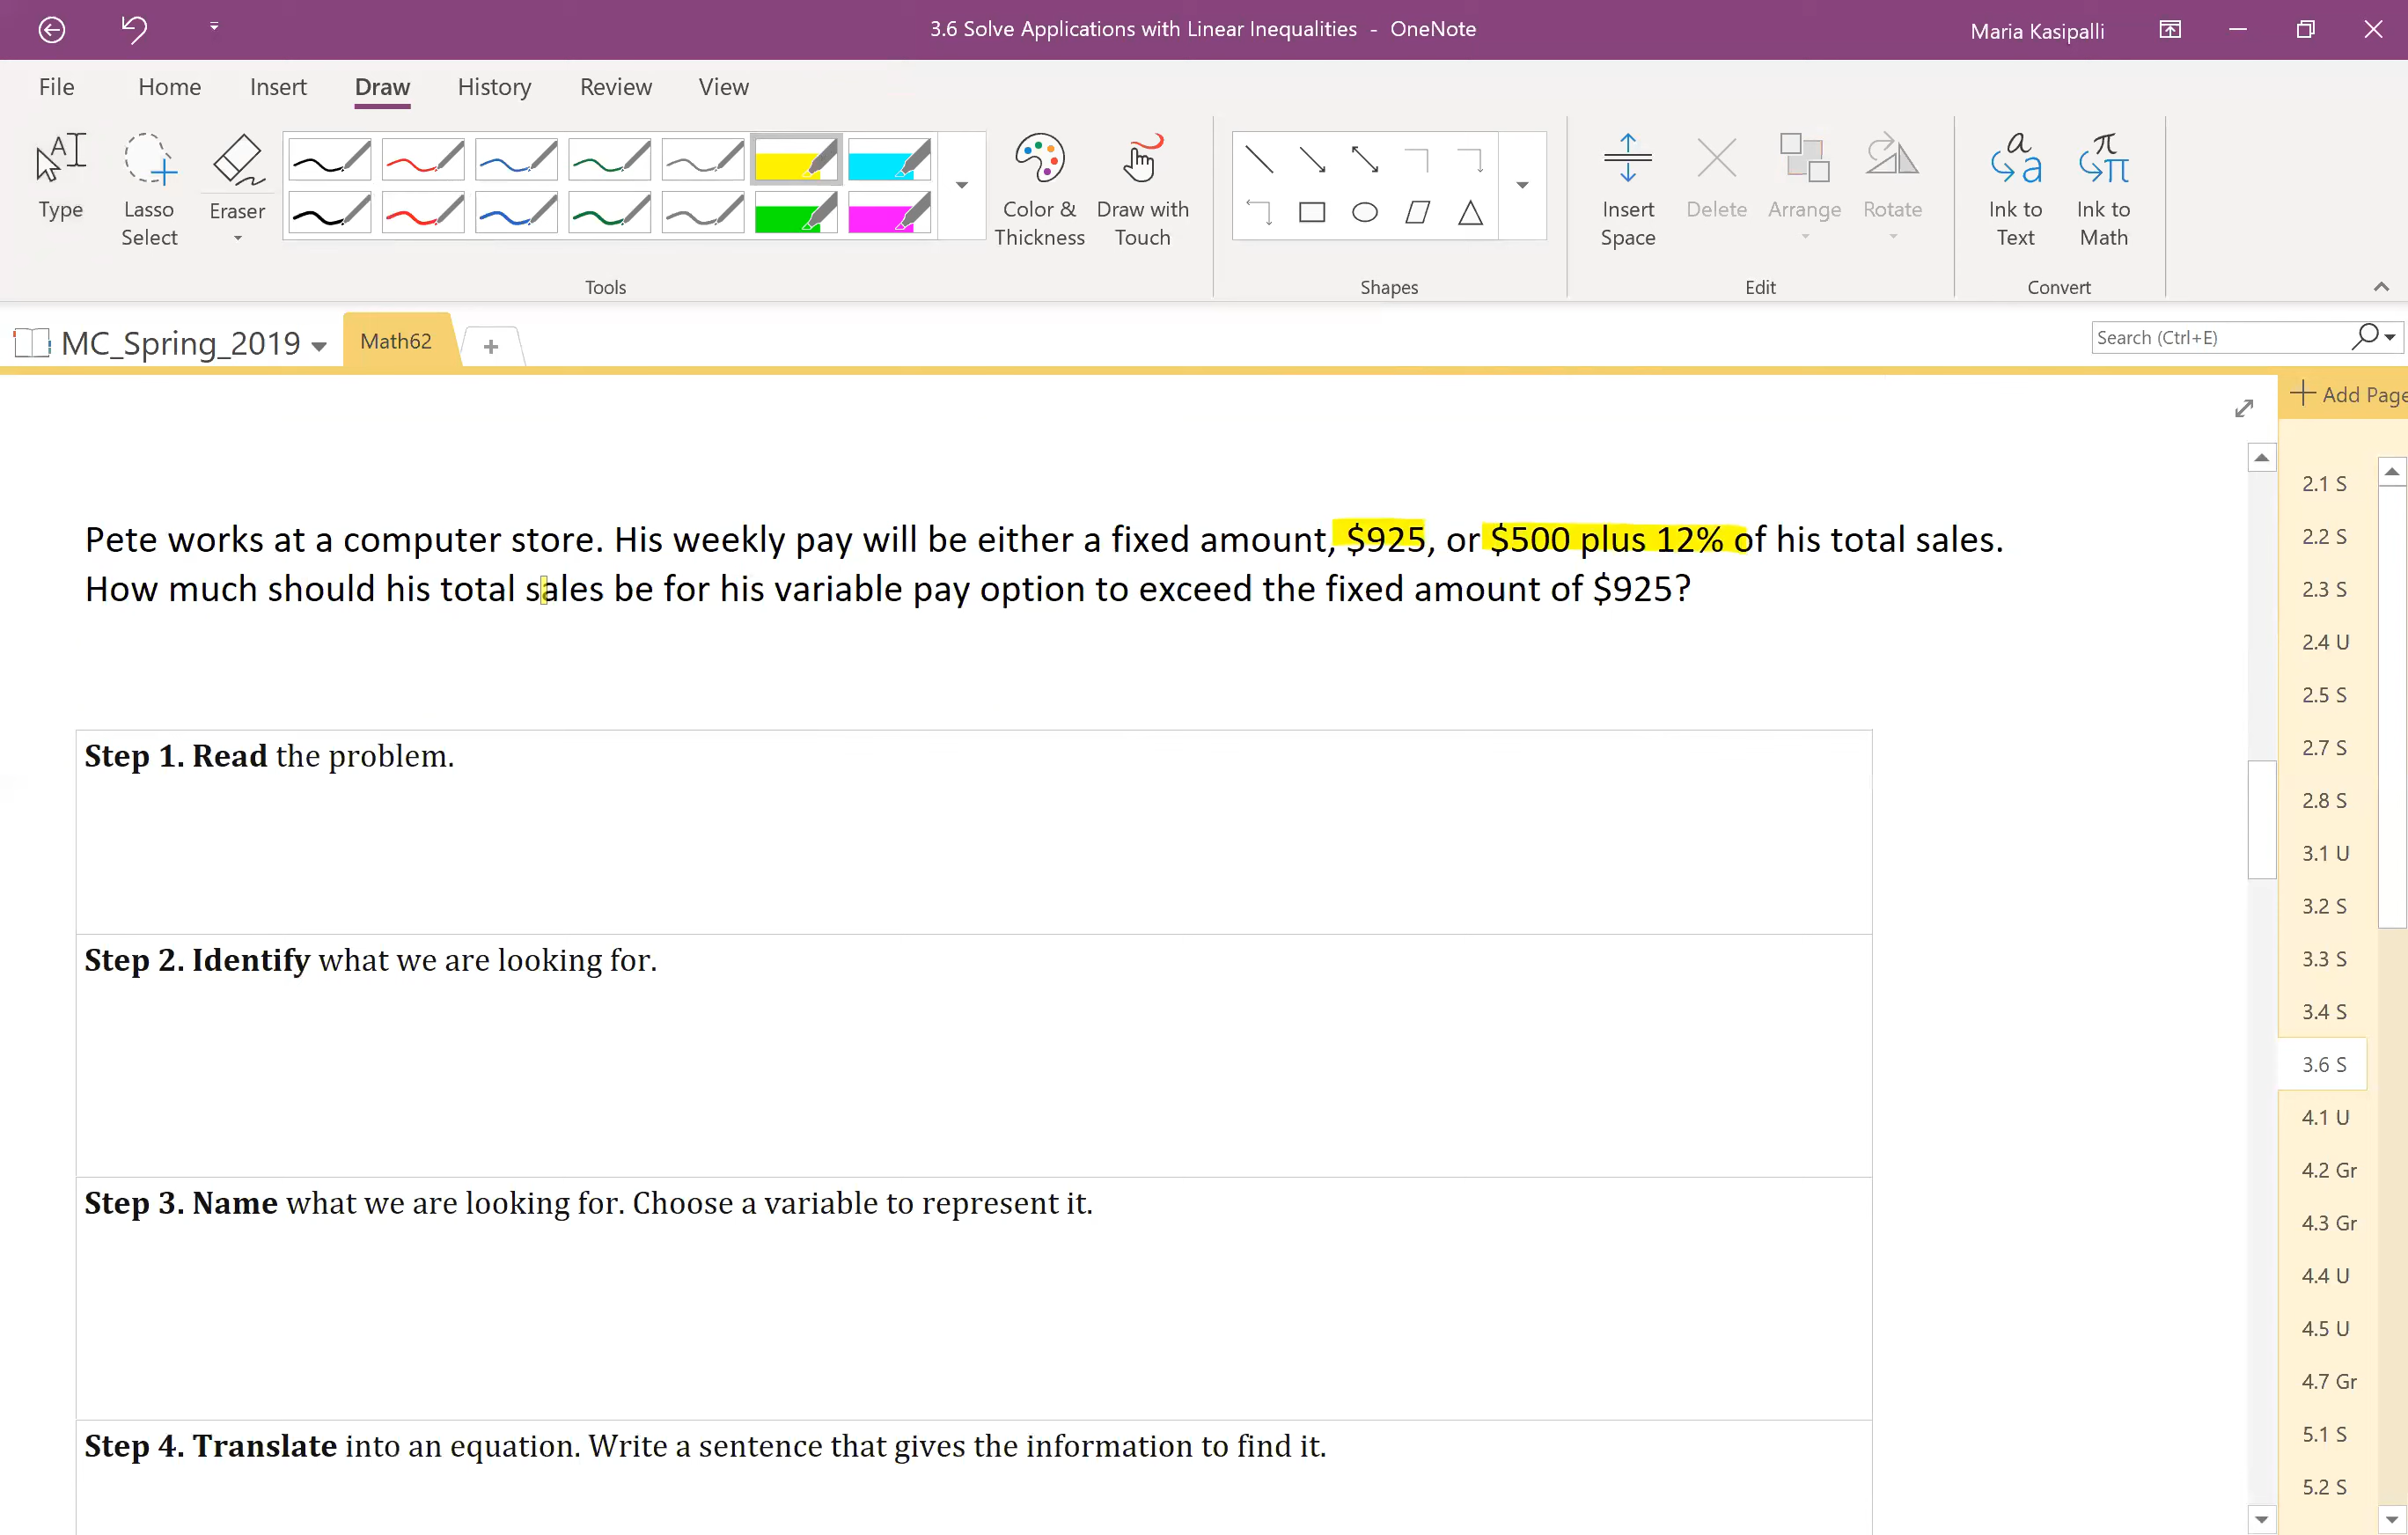 3.6 Solve Applications with Linear Inequalities - OneNote
Maria Kasipalli
File Home Insert Draw History Review View
Type
Lasso Select
Eraser
Color & Thickness
Draw with Touch
Insert Space
Delete
Arrange
Rotate
Ink to Text
Ink to Math
Tools
Shapes
Edit
Convert
MC_Spring_2019
Math62
Search (Ctrl+E)
Add Page
Pete works at a computer store. His weekly pay will be either a fixed amount, $925, or $500 plus 12% of his total sales.
How much should his total sales be for his variable pay option to exceed the fixed amount of $925?
Step 1. Read the problem.
Step 2. Identify what we are looking for.
Step 3. Name what we are looking for. Choose a variable to represent it.
Step 4. Translate into an equation. Write a sentence that gives the information to find it.
2.1 S
2.2 S
2.3 S
2.4 U
2.5 S
2.7 S
2.8 S
3.1 U
3.2 S
3.3 S
3.4 S
3.6 S
4.1 U
4.2 Gr
4.3 Gr
4.4 U
4.5 U
4.7 Gr
5.1 S
5.2 S